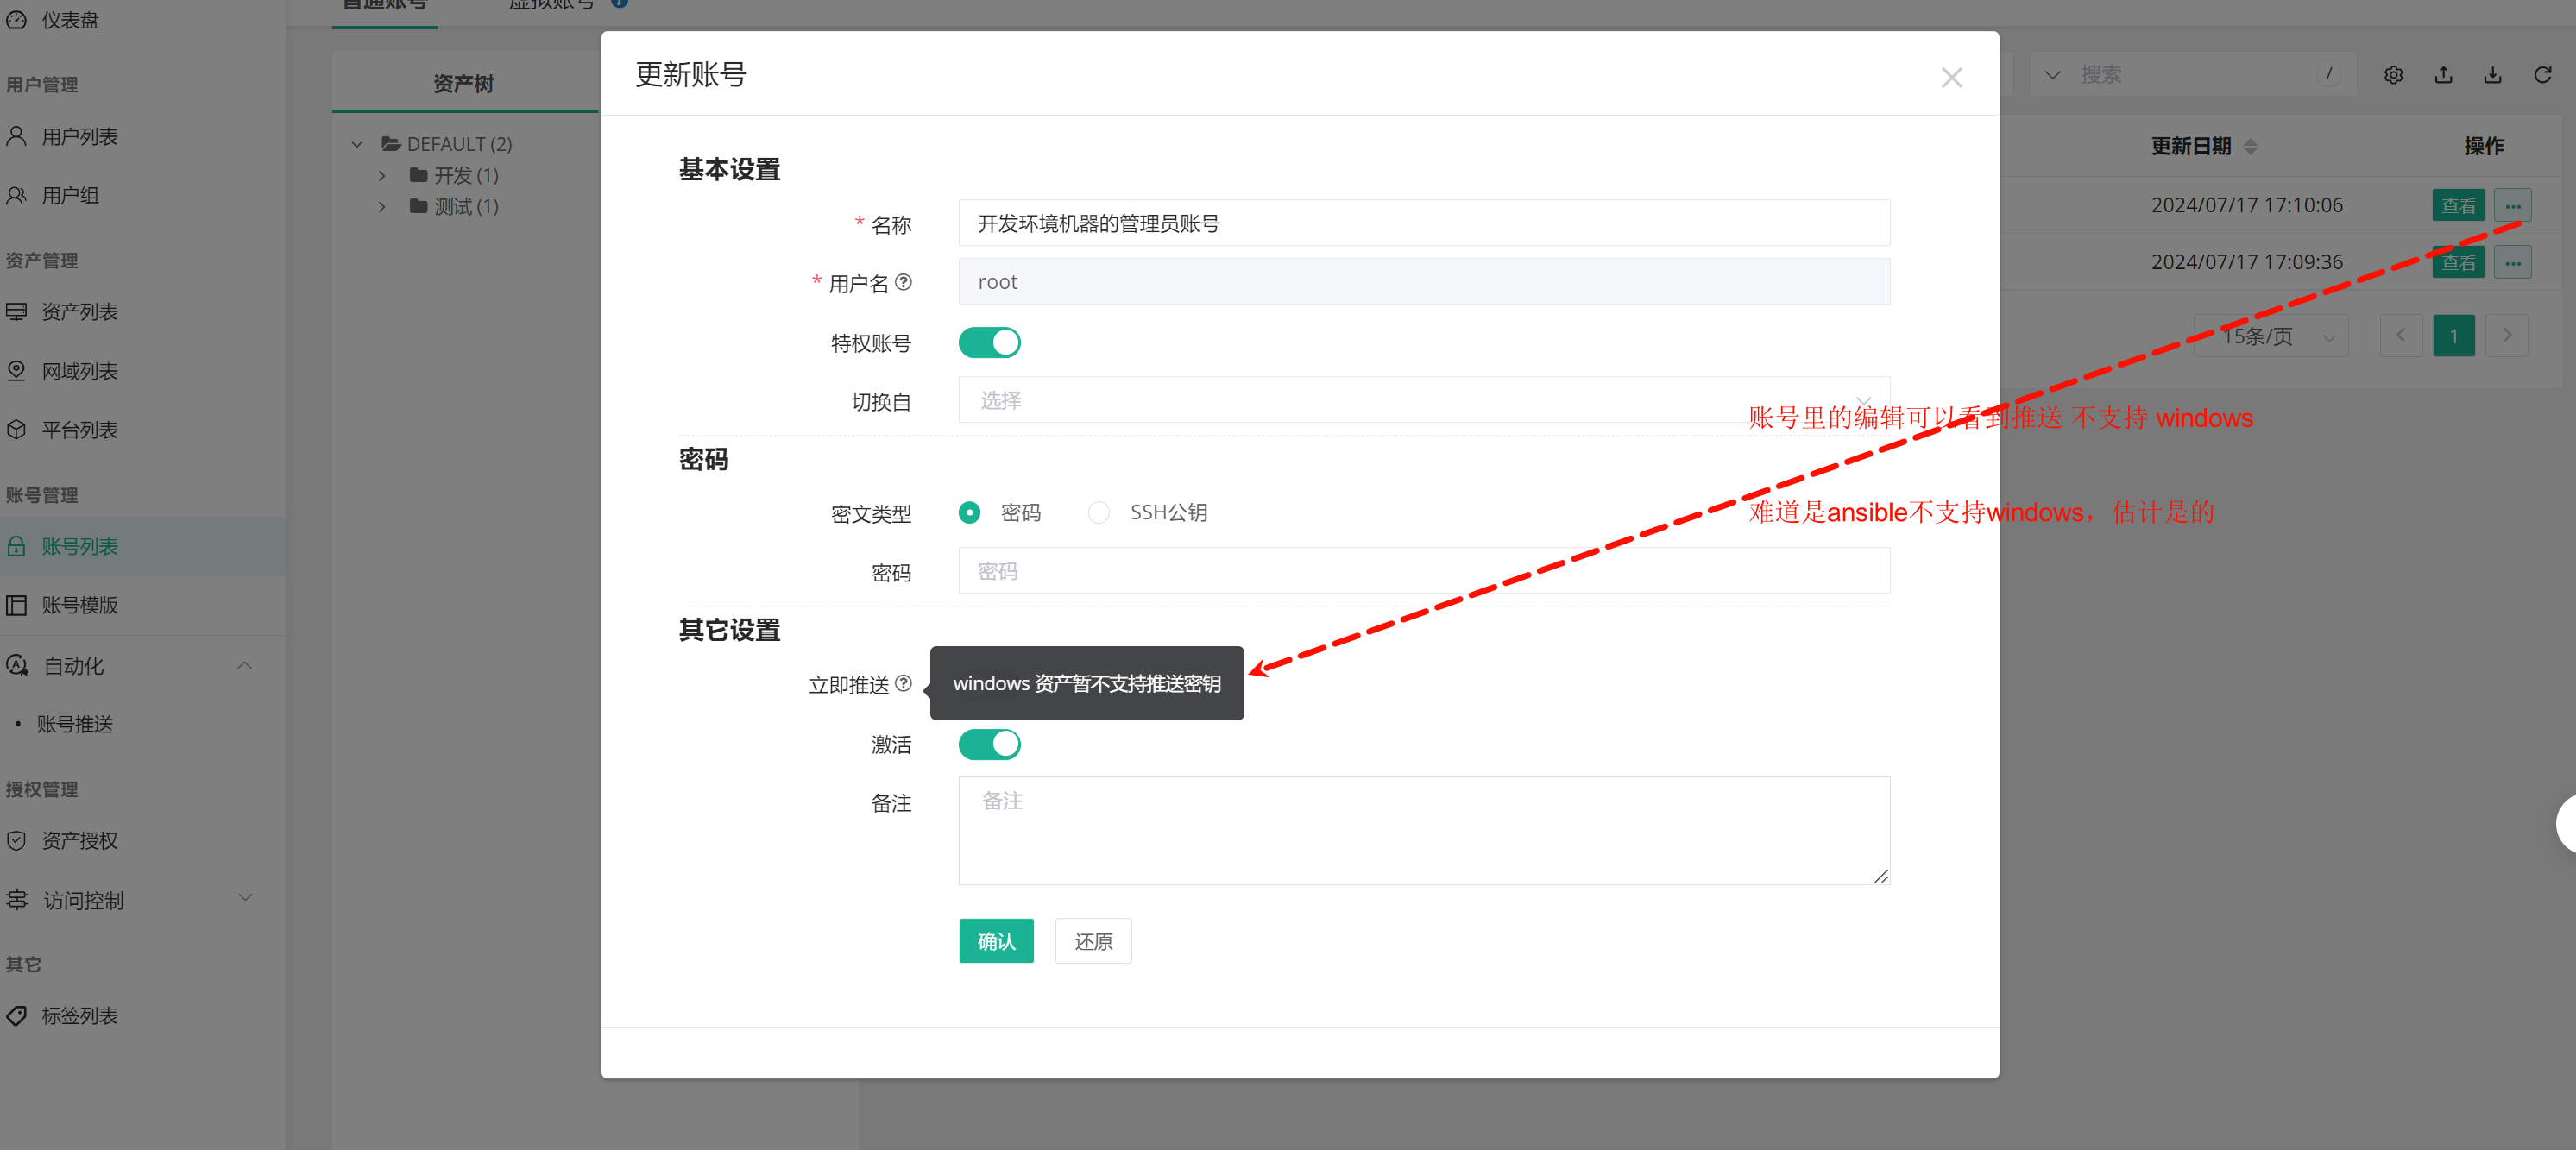 仪表盘
用户管理
用户列表
用户组
资产管理
资产列表
网域列表
平台列表
账号管理
账号列表
账号模版
自动化
账号推送
授权管理
资产授权
访问控制
其它
标签列表
普通账号
虚拟账号
资产树
DEFAULT (2)
开发 (1)
测试 (1)
更新账号
基本设置
* 名称
开发环境机器的管理员账号
* 用户名
root
特权账号
切换自
选择
密码
密文类型
密码
SSH公钥
密码
密码
其它设置
立即推送
windows 资产暂不支持推送密钥
激活
备注
备注
确认
还原
搜索
/
更新日期
操作
2024/07/17 17:10:06
查看
...
2024/07/17 17:09:36
查看
...
15条/页
1
账号里的编辑可以看到推送 不支持 windows
难道是ansible不支持windows，估计是的